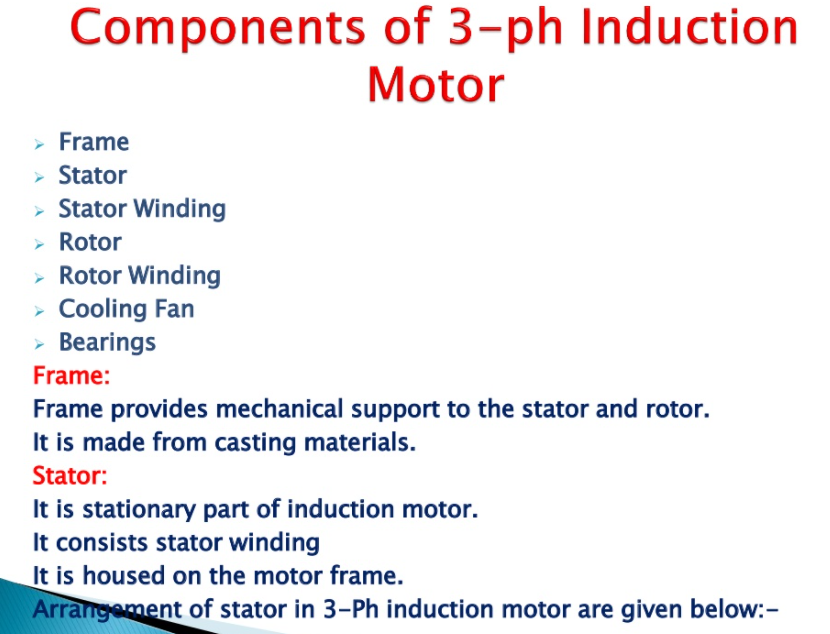 Components of 3-ph Induction
Motor
Frame
Stator
Stator Winding
Rotor
Rotor Winding
Cooling Fan
Bearings
Frame:
Frame provides mechanical support to the stator and rotor.
It is made from casting materials.
Stator:
It is stationary part of induction motor.
It consists stator winding
It is housed on the motor frame.
Arrangement of stator in 3-Ph induction motor are given below:-